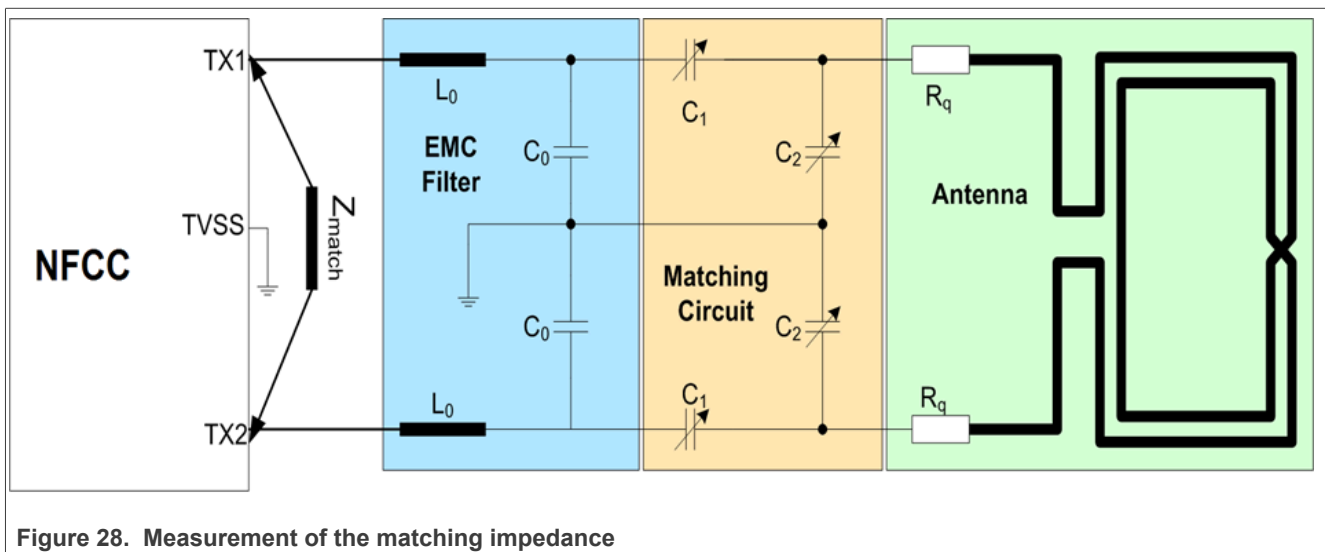 TX1
L0
C1
Rq
EMC
Filter
C0
C2
Antenna
TVSS
Z-match
NFCC
Matching
Circuit
C0
C2
L0
C1
Rq
TX2
Figure 28. Measurement of the matching impedance